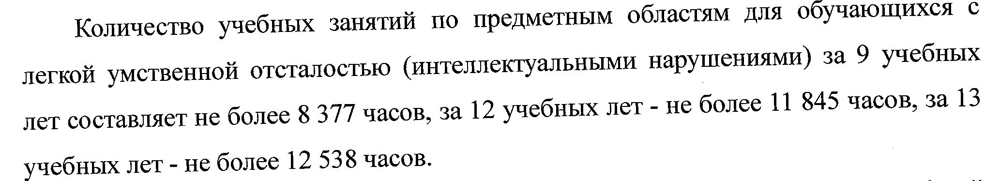 Количество учебных занятий по предметным областям для обучающихся с
легкой умственной отсталостью (интеллектуальными нарушениями) за 9 учебных
лет составляет не более 8 377 часов, за 12 учебных лет - не более 11 845 часов, за 13
учебных лет - не более 12 538 часов.